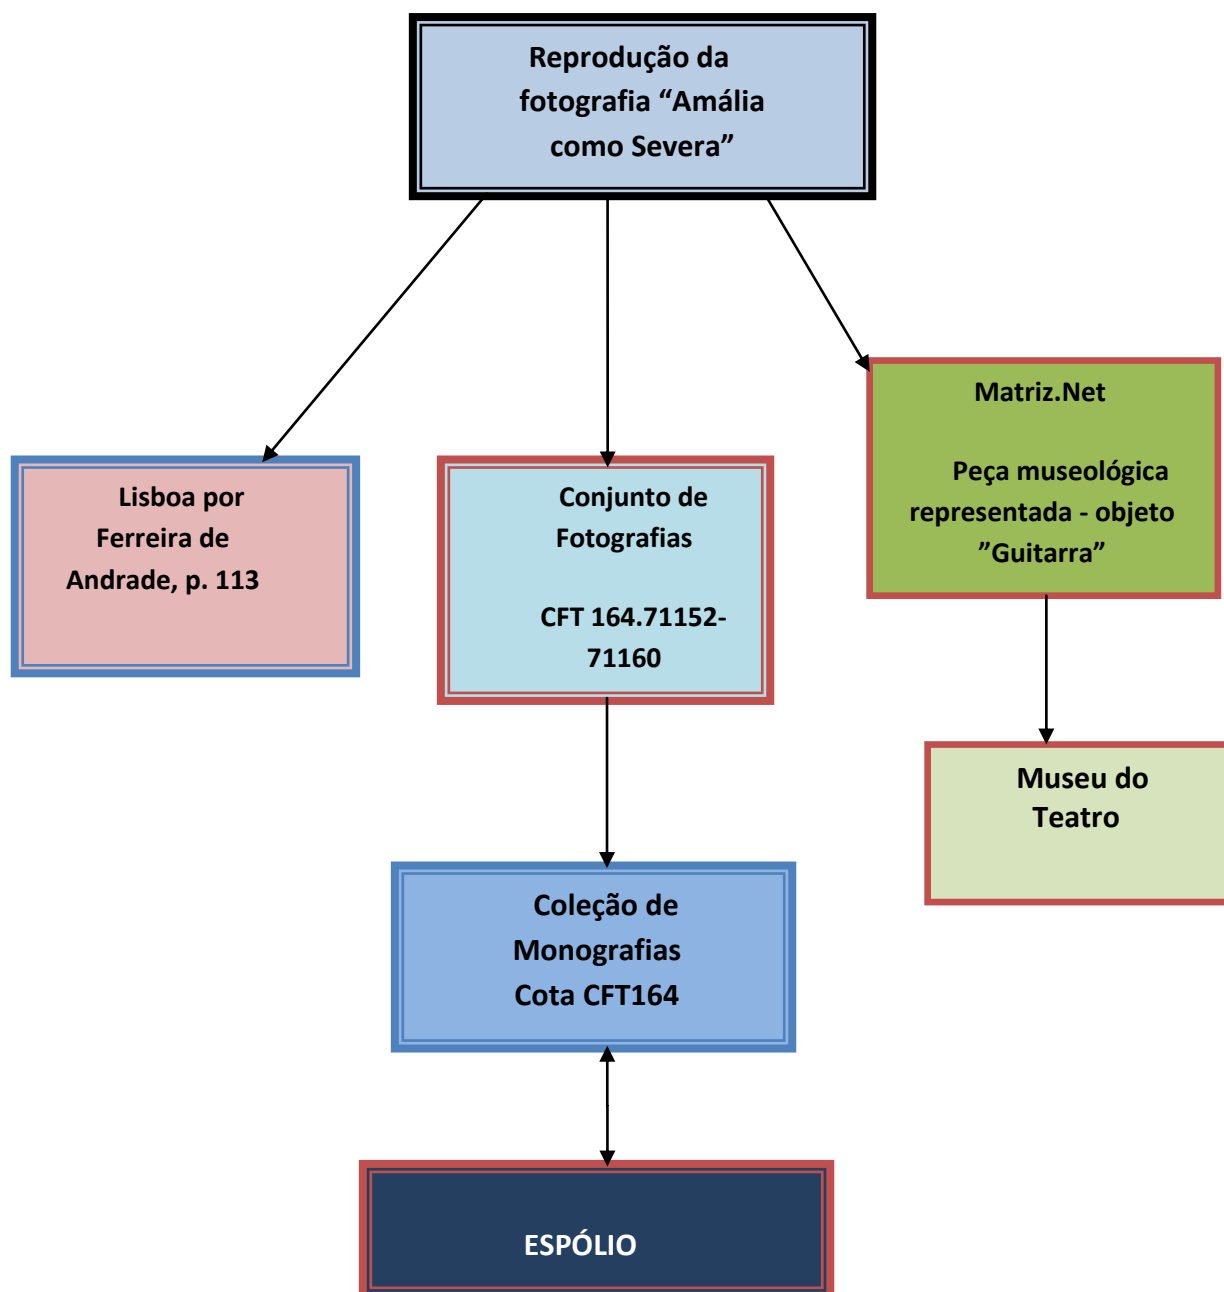 Reprodução da
fotografia “Amália
como Severa”
Matriz.Net
Peça museológica
representada - objeto
”Guitarra”
Lisboa por
Ferreira de
Andrade, p. 113
Conjunto de
Fotografias
CFT 164.71152-
71160
Museu do
Teatro
Coleção de
Monografias
Cota CFT164
ESPÓLIO